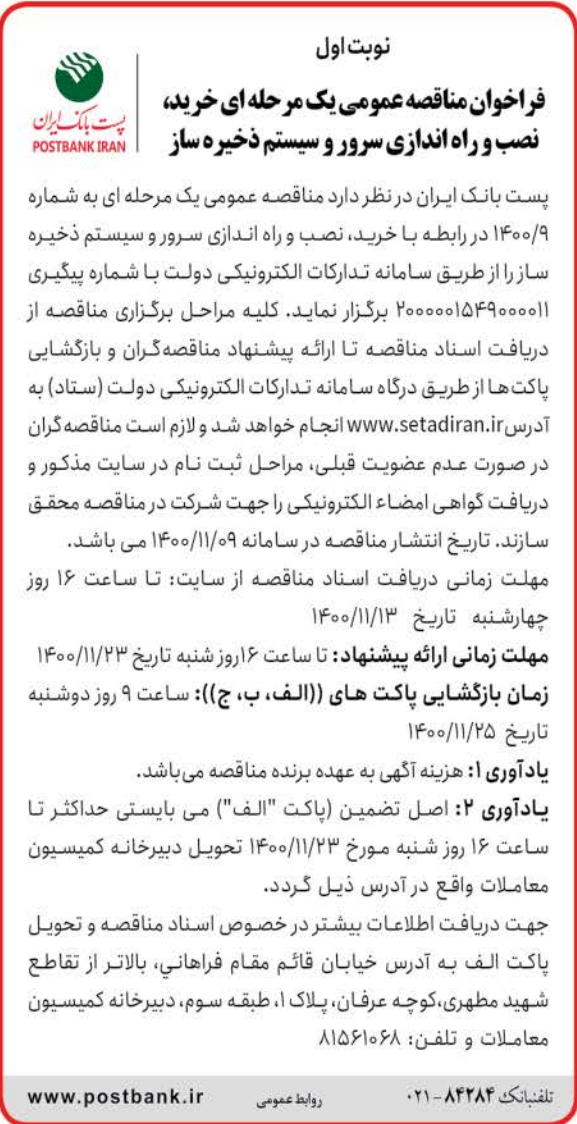 نوبت اول
فراخوان مناقصه عمومی یک مرحله ای خرید،
نصب و راه اندازی سرور و سیستم ذخیره ساز
پست بانک ایران
POSTBANK IRAN
پست بانک ایران در نظر دارد مناقصه عمومی یک مرحله ای به شماره
۱۴۰۰/۹ در رابطه با خرید، نصب و راه اندازی سرور و سیستم ذخیره
ساز را از طریق سامانه تدارکات الکترونیکی دولت با شماره پیگیری
۲۰۰۰۰۰۱۵۴۹۰۰۰۰۱۱ برگزار نماید. کلیه مراحل برگزاری مناقصه از
دریافت اسناد مناقصه تا ارائه پیشنهاد مناقصه‌گران و بازگشایی
پاکت‌ها از طریق درگاه سامانه تدارکات الکترونیکی دولت (ستاد) به
آدرس www.setadiran.ir انجام خواهد شد و لازم است مناقصه گران
در صورت عدم عضویت قبلی، مراحل ثبت نام در سایت مذکور و
دریافت گواهی امضاء الکترونیکی را جهت شرکت در مناقصه محقق
سازند. تاریخ انتشار مناقصه در سامانه ۱۴۰۰/۱۱/۰۹ می باشد.
مهلت زمانی دریافت اسناد مناقصه از سایت: تا ساعت ۱۶ روز
چهارشنبه تاریخ ۱۴۰۰/۱۱/۱۳
مهلت زمانی ارائه پیشنهاد: تا ساعت ۱۶روز شنبه تاریخ ۱۴۰۰/۱۱/۲۳
زمان بازگشایی پاکت های ((الف، ب، ج)): ساعت ۹ روز دوشنبه
تاریخ ۱۴۰۰/۱۱/۲۵
یادآوری ۱: هزینه آگهی به عهده برنده مناقصه می‌باشد.
یادآوری ۲: اصل تضمین (پاکت "الف") می بایستی حداکثر تا
ساعت ۱۶ روز شنبه مورخ ۱۴۰۰/۱۱/۲۳ تحویل دبیرخانه کمیسیون
معاملات واقع در آدرس ذیل گردد.
جهت دریافت اطلاعات بیشتر در خصوص اسناد مناقصه و تحویل
پاکت الف به آدرس خیابان قائم مقام فراهاني، بالاتر از تقاطع
شهید مطهری،کوچه عرفان، پلاک ۱، طبقه سوم، دبیرخانه کمیسیون
معاملات و تلفن: ۸۱۵۶۱۰۶۸
تلفنبانک ۸۴۲۸۴ - ۰۲۱ روابط عمومی www.postbank.ir